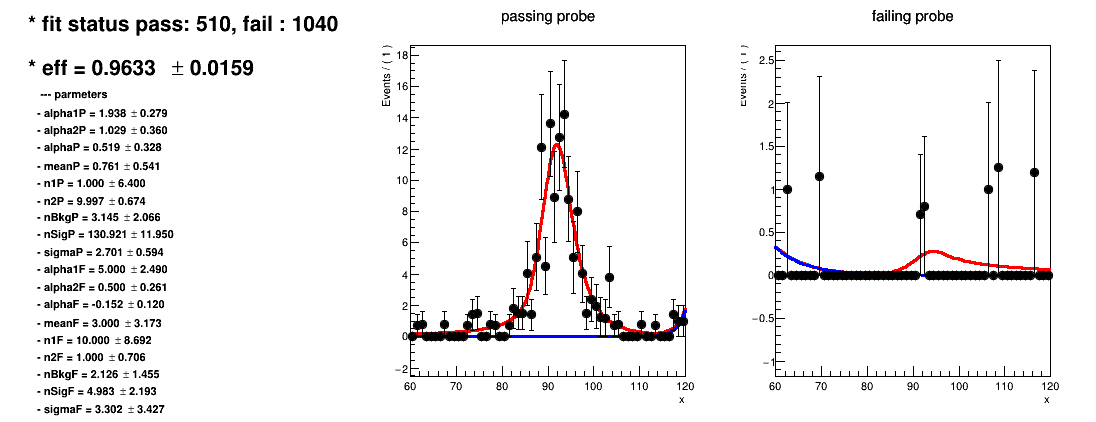 * fit status pass: 510, fail : 1040
* eff = 0.9633 ± 0.0159
--- parmeters
- alpha1P = 1.938 ± 0.279
- alpha2P = 1.029 ± 0.360
- alphaP = 0.519 ± 0.328
- meanP = 0.761 ± 0.541
- n1P = 1.000 ± 6.400
- n2P = 9.997 ± 0.674
- nBkgP = 3.145 ± 2.066
- nSigP = 130.921 ± 11.950
- sigmaP = 2.701 ± 0.594
- alpha1F = 5.000 ± 2.490
- alpha2F = 0.500 ± 0.261
- alphaF = -0.152 ± 0.120
- meanF = 3.000 ± 3.173
- n1F = 10.000 ± 8.692
- n2F = 1.000 ± 0.706
- nBkgF = 2.126 ± 1.455
- nSigF = 4.983 ± 2.193
- sigmaF = 3.302 ± 3.427
passing probe
Events / ( 1 )
18
16
14
12
10
8
6
4
2
0
−2
60 70 80 90 100 110 120
x
failing probe
Events / ( 1
2.5
2
1.5
1
0.5
0
−0.5
−1
60 70 80 90 100 110 120
x